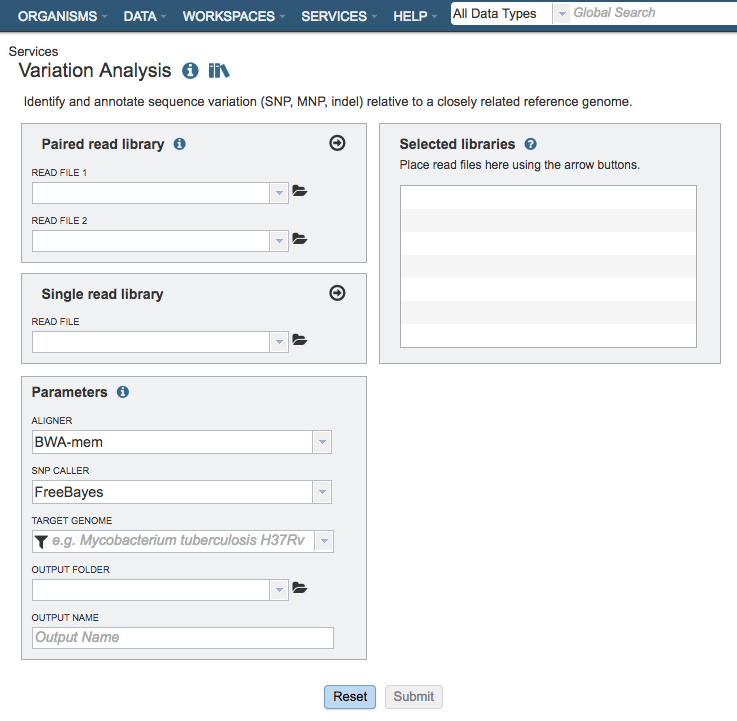 ORGANISMS DATA WORKSPACES SERVICES HELP All Data Types Global Search
Services
Variation Analysis
Identify and annotate sequence variation (SNP, MNP, indel) relative to a closely related reference genome.
Paired read library
READ FILE 1
READ FILE 2
Selected libraries
Place read files here using the arrow buttons.
Single read library
READ FILE
Parameters
ALIGNER
BWA-mem
SNP CALLER
FreeBayes
TARGET GENOME
e.g. Mycobacterium tuberculosis H37Rv
OUTPUT FOLDER
OUTPUT NAME
Output Name
Reset Submit